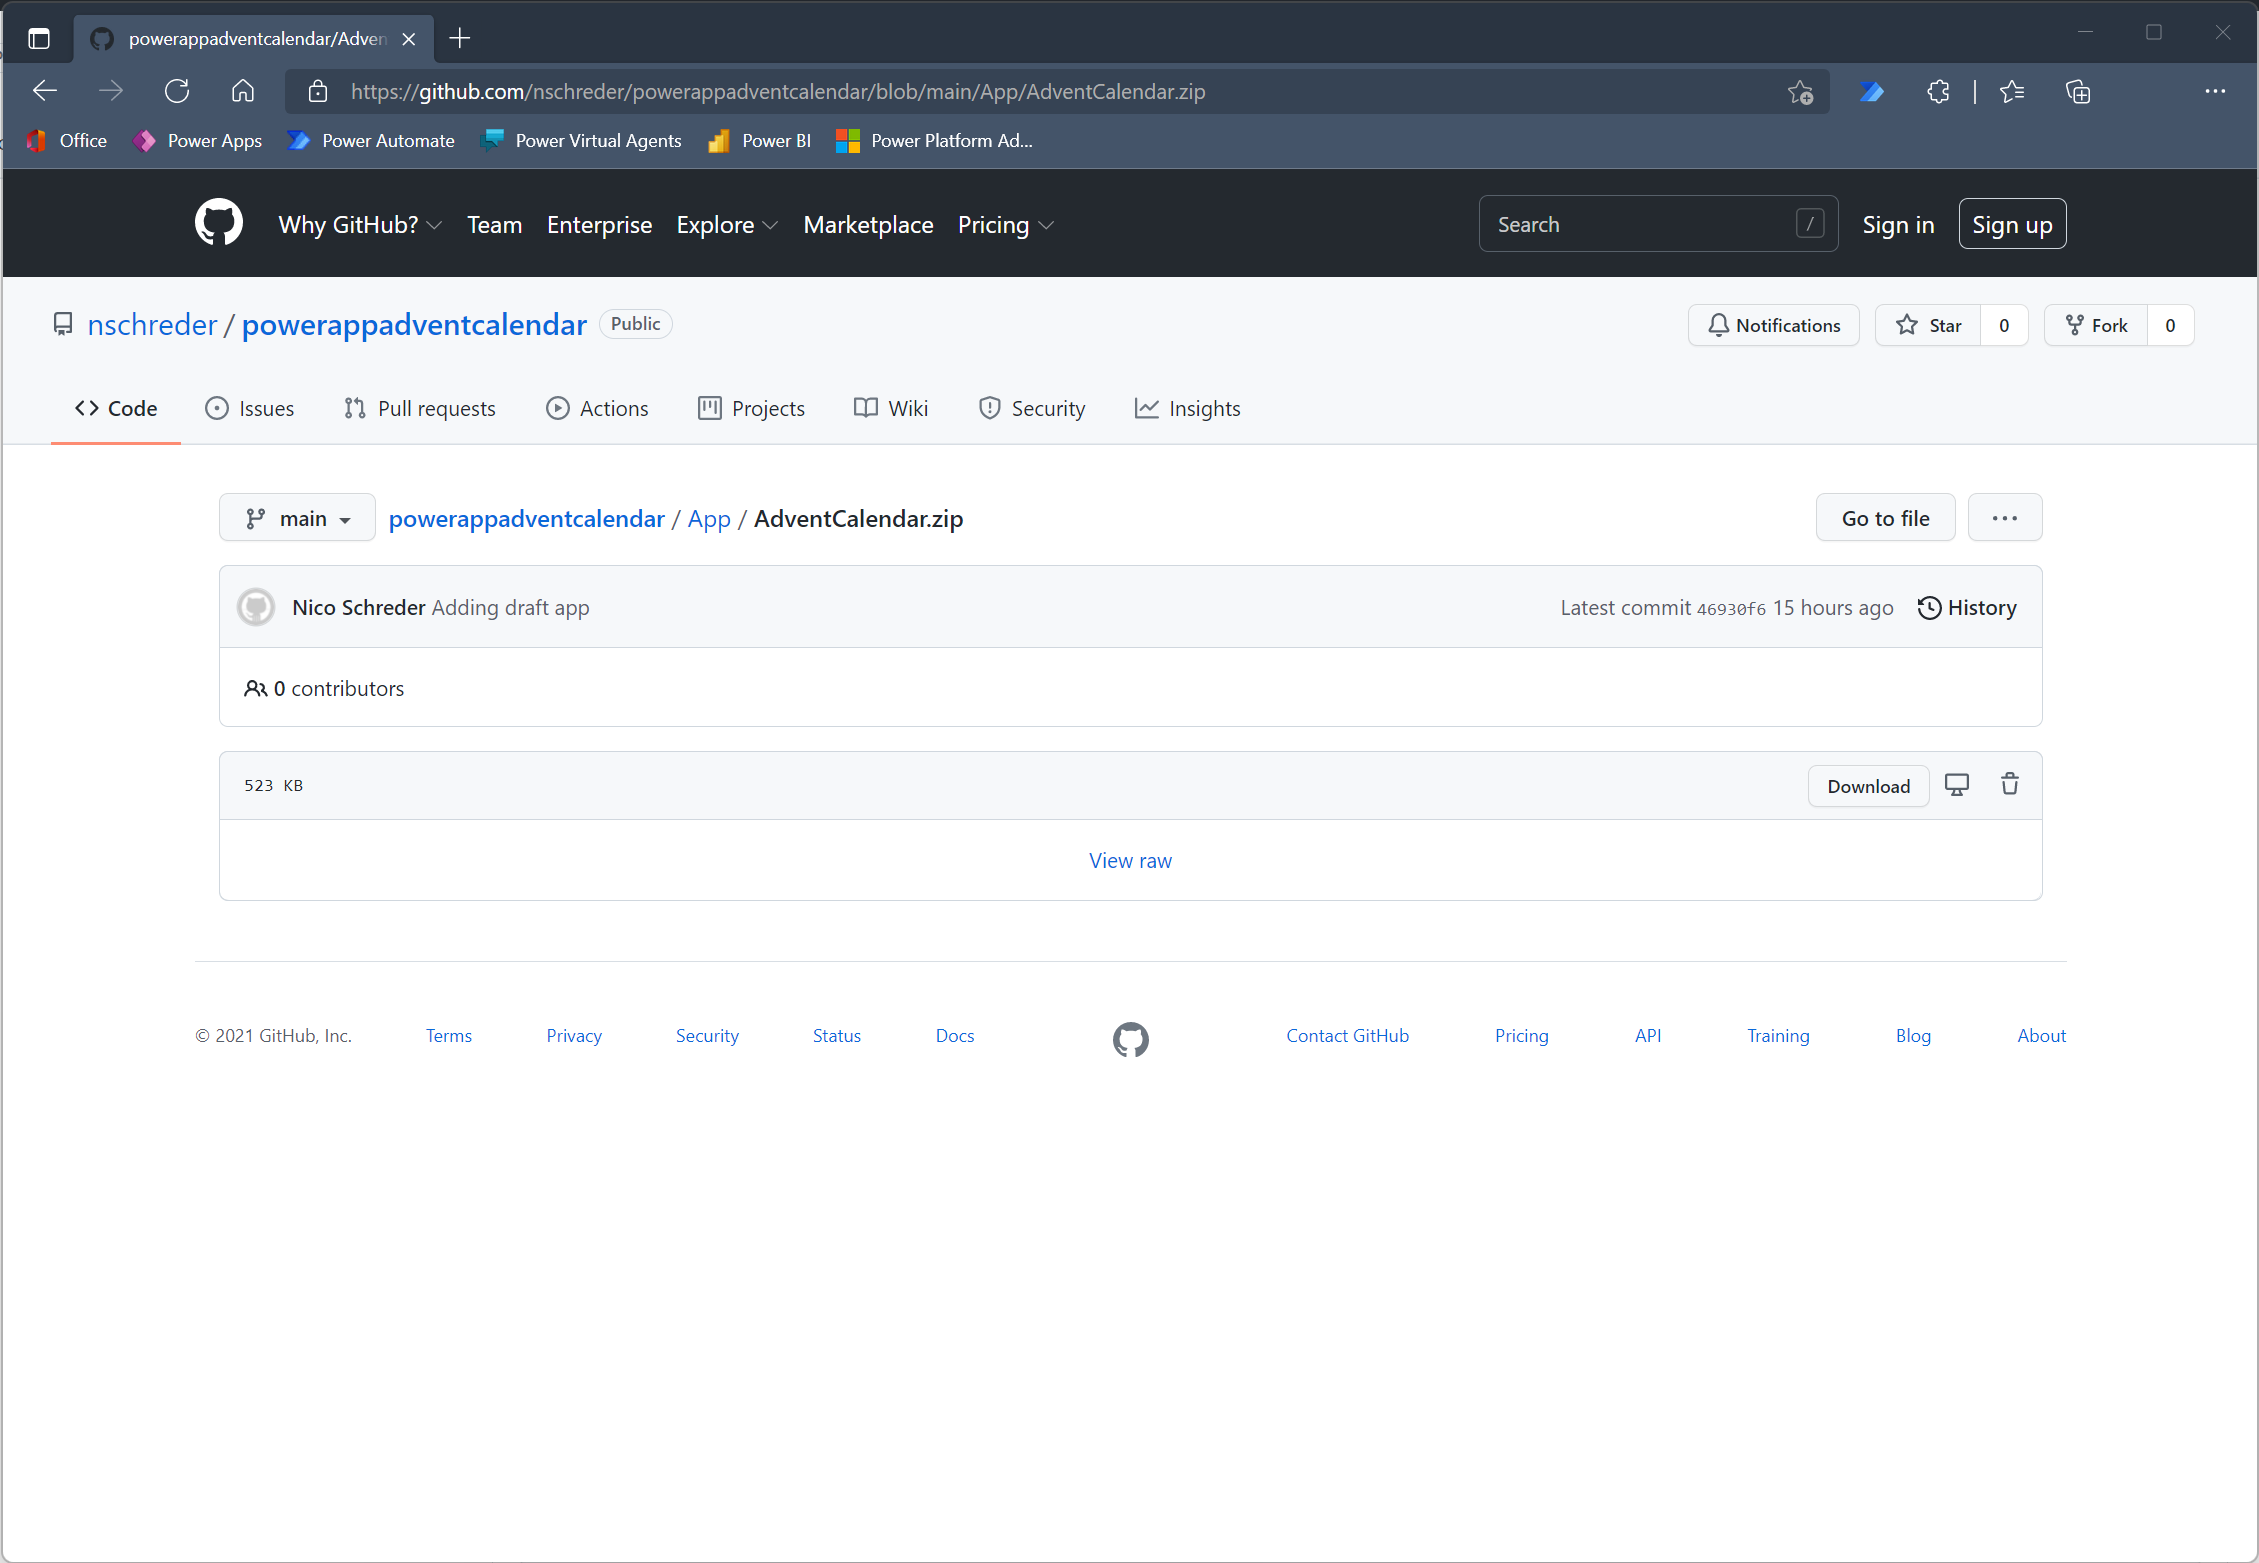 powerappadventcalendar/Adven
https://github.com/nschreder/powerappadventcalendar/blob/main/App/AdventCalendar.zip
Office Power Apps Power Automate Power Virtual Agents Power BI Power Platform Ad...
Why GitHub? Team Enterprise Explore Marketplace Pricing Search / Sign in Sign up
nschreder / powerappadventcalendar Public Notifications Star 0 Fork 0
Code Issues Pull requests Actions Projects Wiki Security Insights
main powerappadventcalendar / App / AdventCalendar.zip Go to file
Nico Schreder Adding draft app Latest commit 46930f6 15 hours ago History
0 contributors
523 KB Download
View raw
© 2021 GitHub, Inc. Terms Privacy Security Status Docs Contact GitHub Pricing API Training Blog About